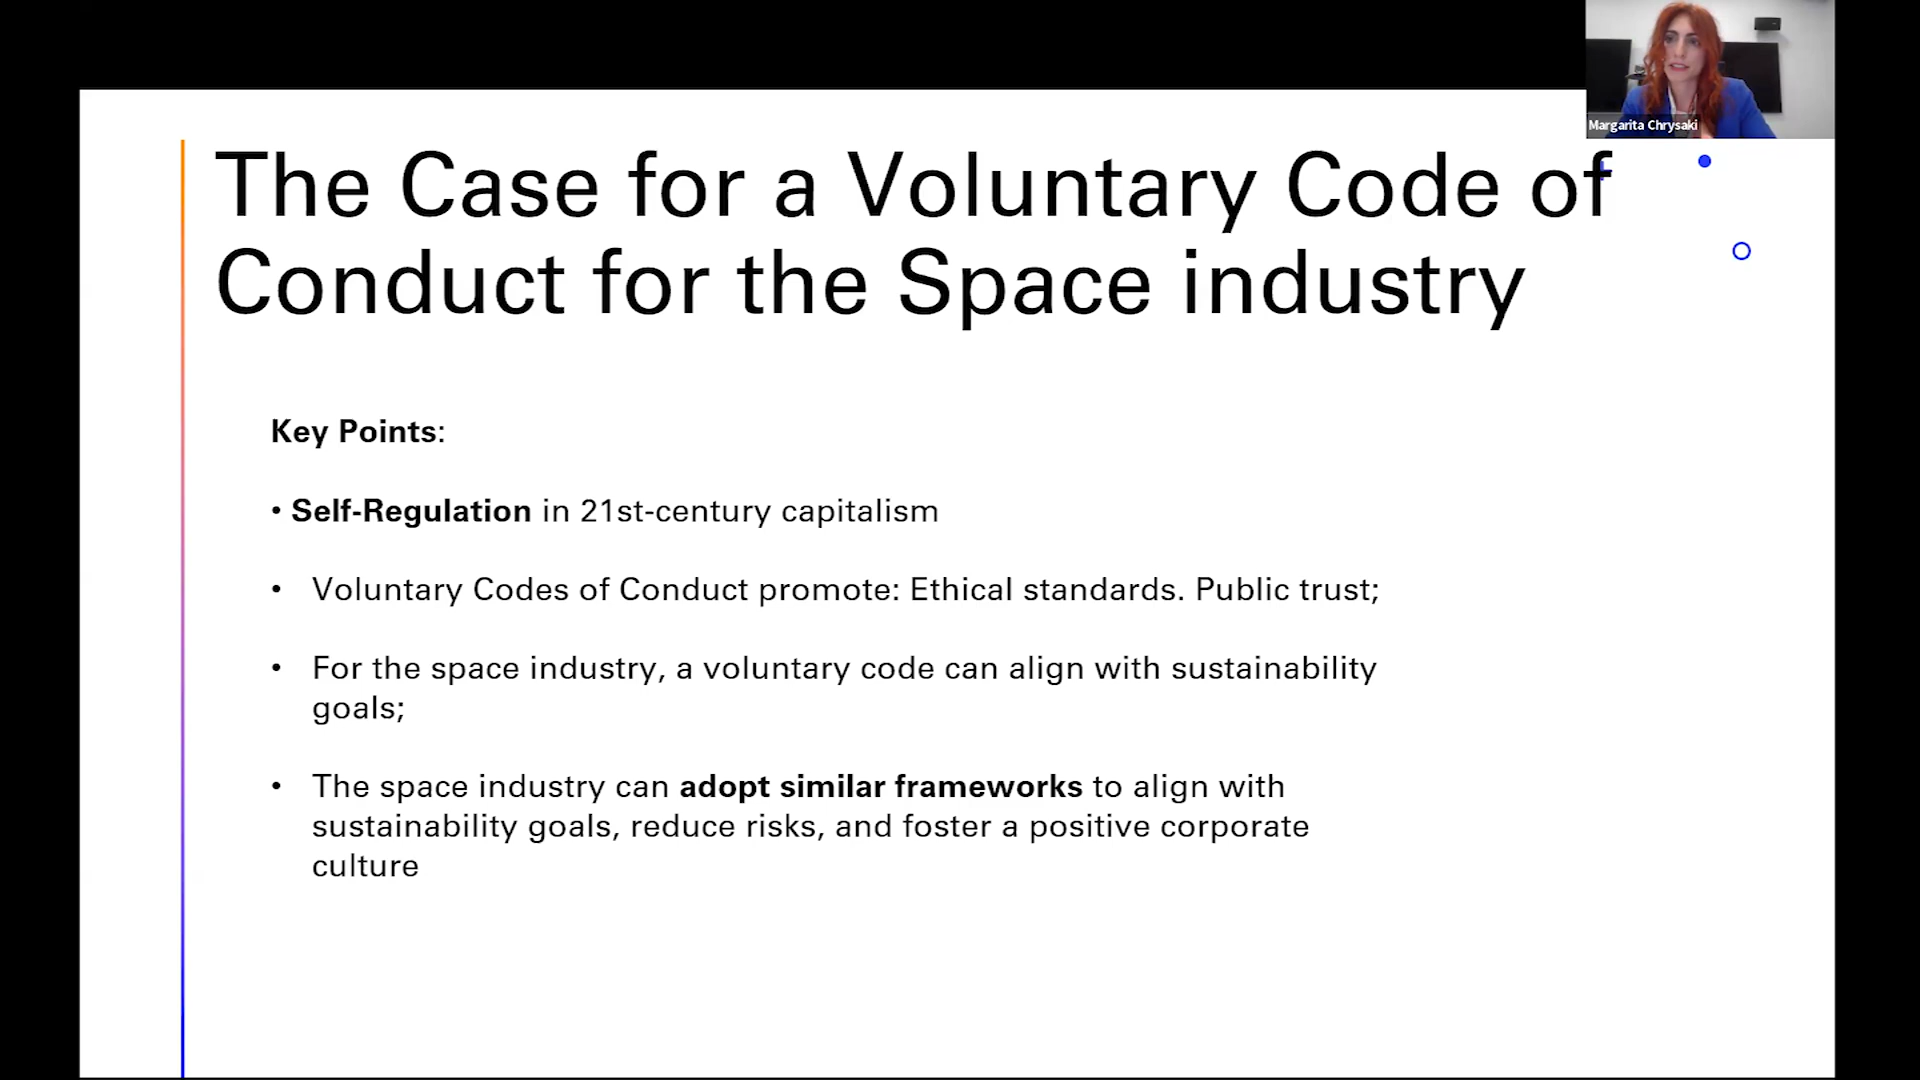 Margarita Chrysaki
The Case for a Voluntary Code of
Conduct for the Space industry
Key Points:
• Self-Regulation in 21st-century capitalism
• Voluntary Codes of Conduct promote: Ethical standards. Public trust;
• For the space industry, a voluntary code can align with sustainability
goals;
• The space industry can adopt similar frameworks to align with
sustainability goals, reduce risks, and foster a positive corporate
culture